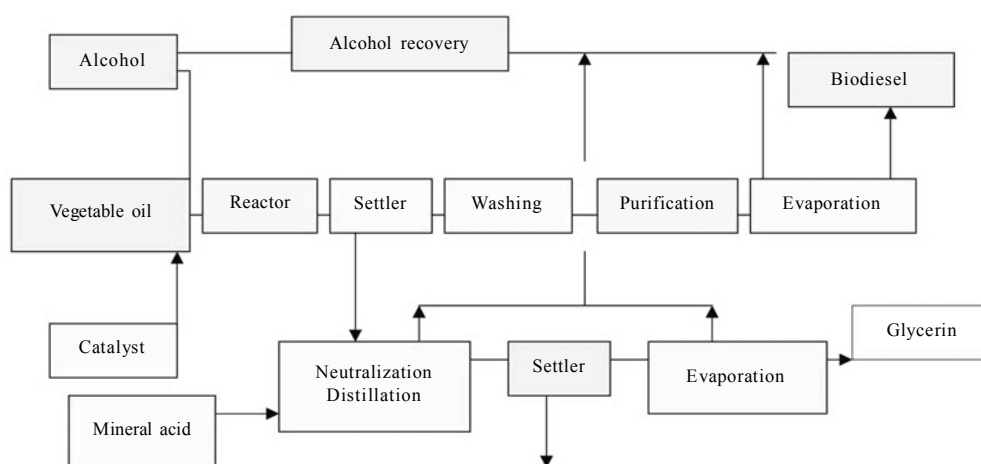 Alcohol recovery
Alcohol
Biodiesel
Vegetable oil
Reactor
Settler
Washing
Purification
Evaporation
Catalyst
Glycerin
Neutralization
Distillation
Settler
Evaporation
Mineral acid